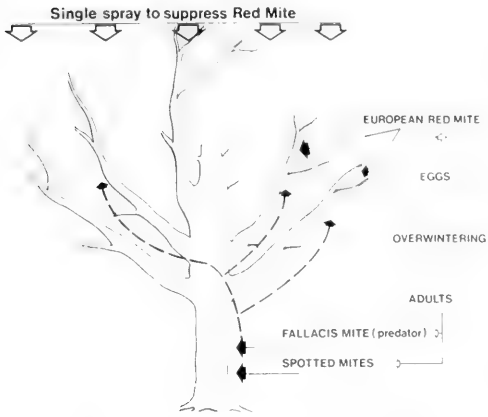 Single spray to suppress Red Mite
EUROPEAN RED MITE
EGGS
OVERWINTERING
ADULTS
FALLACIS MITE (predator)
SPOTTED MITES